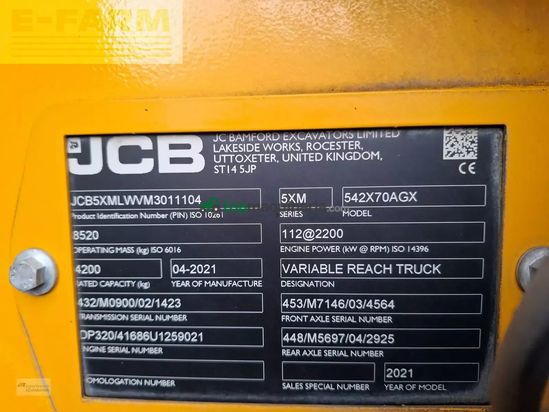 E-FARM
JCB
JC BAMFORD EXCAVATORS LIMITED
LAKESIDE WORKS, ROCESTER,
UTTOXETER, UNITED KINGDOM,
ST14 5JP
CE
JCB5XMLWVM3011104 5XM 542X70AGX
Product Identification Number (PIN) ISO 10261 SERIES MODEL
8520 112@2200
OPERATING MASS (kg) ISO 6016 ENGINE POWER (kW @ RPM) ISO 14396
4200 04-2021 VARIABLE REACH TRUCK
RATED CAPACITY (kg) YEAR OF MANUFACTURE DESIGNATION
432/M0900/02/1423 453/M7146/03/4564
TRANSMISSION SERIAL NUMBER FRONT AXLE SERIAL NUMBER
DP320/41686U1259021 448/M5697/04/2925
ENGINE SERIAL NUMBER REAR AXLE SERIAL NUMBER
2021
HOMOLOGATION NUMBER SALES SPECIAL NUMBER YEAR OF MODEL